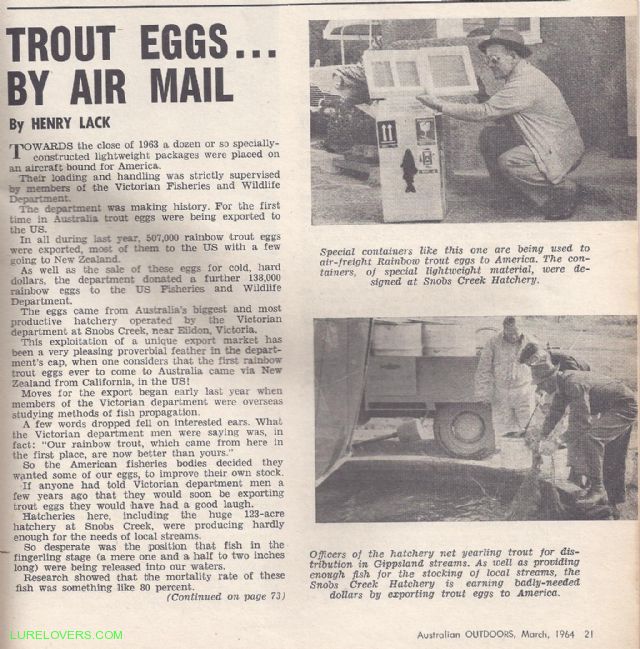 TROUT EGGS...
BY AIR MAIL
By HENRY LACK
TOWARDS the close of 1963 a dozen or so specially-
constructed lightweight packages were placed on
an aircraft bound for America.
Their loading and handling was strictly supervised
by members of the Victorian Fisheries and Wildlife
Department.
The department was making history. For the first
time in Australia trout eggs were being exported to
the US.
In all during last year, 507,000 rainbow trout eggs
were exported, most of them to the US with a few
going to New Zealand.
As well as the sale of these eggs for cold, hard
dollars, the department donated a further 138,000
rainbow eggs to the US Fisheries and Wildlife
Department.
The eggs came from Australia's biggest and most
productive hatchery operated by the Victorian
department at Snobs Creek, near Eildon, Victoria.
This exploitation of a unique export market has
been a very pleasing proverbial feather in the depart-
ment's cap, when one considers that the first rainbow
trout eggs ever to come to Australia came via New
Zealand from California, in the US!
Moves for the export began early last year when
members of the Victorian department were overseas
studying methods of fish propagation.
A few words dropped fell on interested ears. What
the Victorian department men were saying was, in
fact: "Our rainbow trout, which came from here in
the first place, are now better than yours."
So the American fisheries bodies decided they
wanted some of our eggs, to improve their own stock.
If anyone had told Victorian department men a
few years ago that they would soon be exporting
trout eggs they would have had a good laugh.
Hatcheries here, including the huge 123-acre
hatchery at Snobs Creek, were producing hardly
enough for the needs of local streams.
So desperate was the position that fish in the
fingerling stage (a mere one and a half to two inches
long) were being released into our waters.
Research showed that the mortality rate of these
fish was something like 80 percent.
(Continued on page 73)
Special containers like this one are being used to
air-freight Rainbow trout eggs to America. The con-
tainers, of special lightweight material, were de-
signed at Snobs Creek Hatchery.
Officers of the hatchery net yearling trout for dis-
tribution in Gippsland streams. As well as providing
enough fish for the stocking of local streams, the
Snobs Creek Hatchery is earning badly-needed
dollars by exporting trout eggs to America.
Australian OUTDOORS, March, 1964 21
LURELOVERS.COM